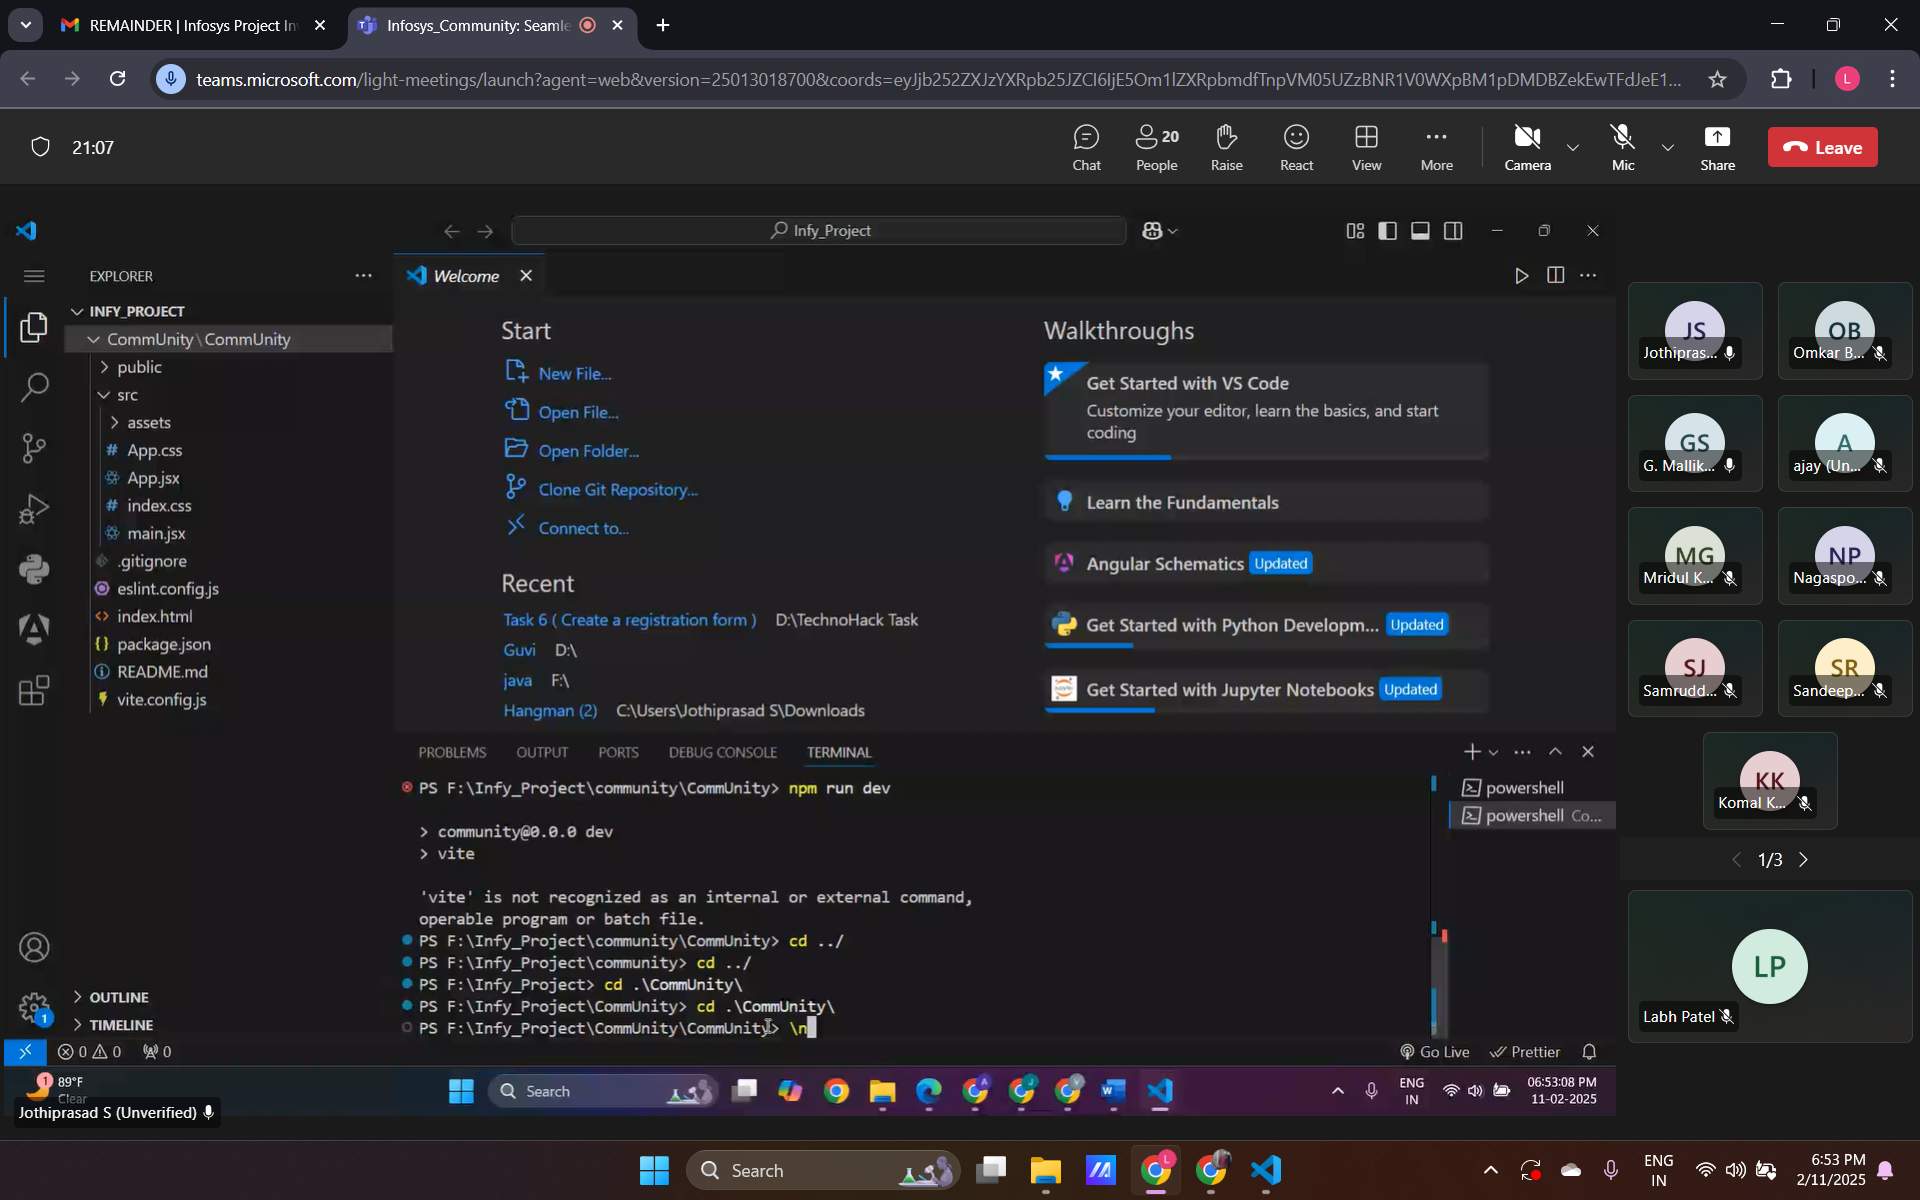 REMAINDER | Infosys Project In
Infosys_Community: Seamle
teams.microsoft.com/light-meetings/launch?agent=web&version=25013018700&coords=eyJjb252ZXJzYXRpb25JZCI6IjE5Om1lZXRpbmdfTnpVM05UZzBNR1V0WXpBM1pDMDBZekEwTFdJeE1...
L
21:07
Chat
20
People
Raise
React
View
More
Camera
Mic
Share
Leave
Infy_Project
EXPLORER
Welcome
INFY_PROJECT
CommUnity\CommUnity
public
src
assets
App.css
App.jsx
index.css
main.jsx
.gitignore
eslint.config.js
index.html
package.json
README.md
vite.config.js
OUTLINE
TIMELINE
Start
New File...
Open File...
Open Folder...
Clone Git Repository...
Connect to...
Recent
Task 6 ( Create a registration form ) D:\TechnoHack Task
Guvi D:\
java F:\
Hangman (2) C:\Users\Jothiprasad S\Downloads
Walkthroughs
Get Started with VS Code
Customize your editor, learn the basics, and start
coding
Learn the Fundamentals
Angular Schematics Updated
Get Started with Python Developm... Updated
Get Started with Jupyter Notebooks Updated
PROBLEMS OUTPUT PORTS DEBUG CONSOLE TERMINAL
PS F:\Infy_Project\community\CommUnity> npm run dev
> community@0.0.0 dev
> vite
'vite' is not recognized as an internal or external command,
operable program or batch file.
PS F:\Infy_Project\community\CommUnity> cd ../
PS F:\Infy_Project\community> cd ../
PS F:\Infy_Project> cd .\CommUnity\
PS F:\Infy_Project\CommUnity> cd .\CommUnity\
PS F:\Infy_Project\CommUnity\CommUnity> \n
powershell
powershell Co...
1
0 0 0
Go Live
Prettier
1
89°F
Clear
Search
ENG
IN
06:53:08 PM
11-02-2025
Jothiprasad S (Unverified)
JS
Jothipras...
OB
Omkar B...
GS
G. Mallik...
A
ajay (Un...
MG
Mridul K...
NP
Nagaspo...
SJ
Samrudd...
SR
Sandeep...
KK
Komal K...
1/3
LP
Labh Patel
Search
ENG
IN
6:53 PM
2/11/2025